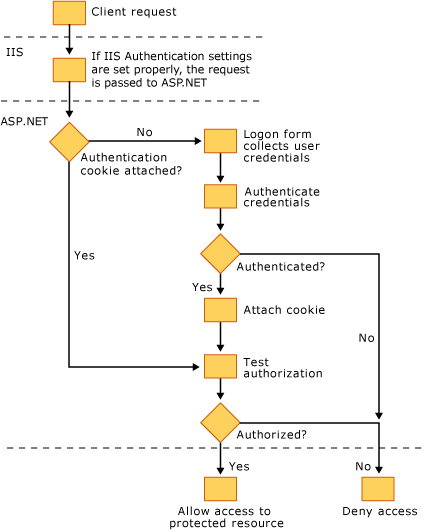 Client request
IIS
If IIS Authentication settings
are set properly, the request
is passed to ASP.NET
ASP.NET
No
Logon form
collects user
credentials
Authentication
cookie attached?
Authenticate
credentials
Yes
Authenticated?
Yes
Attach cookie
No
Test
authorization
Authorized?
Yes
No
Allow access to
protected resource
Deny access